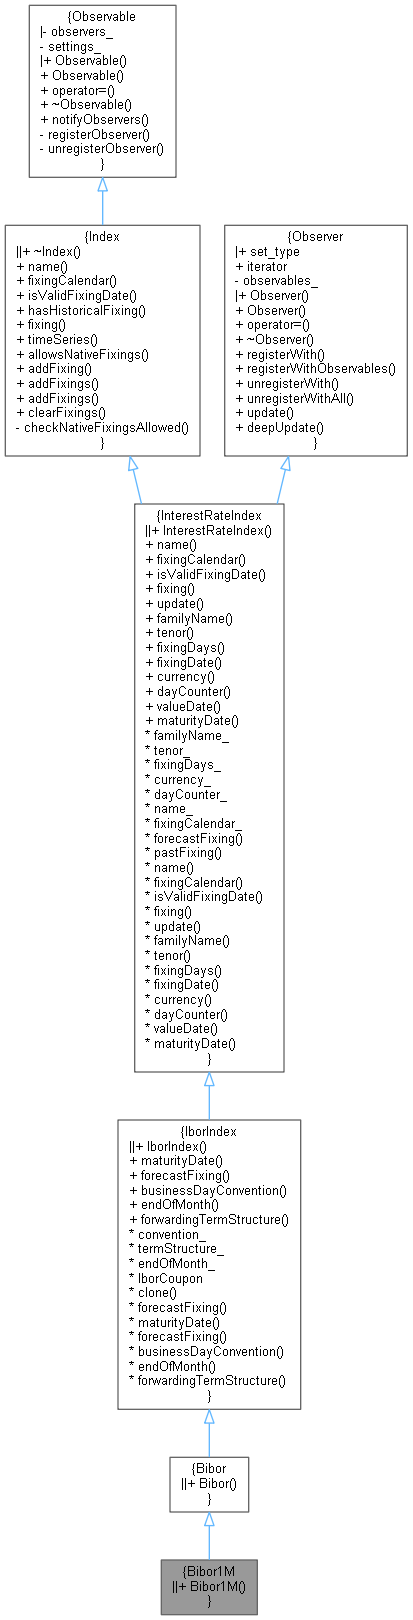 {Observable
|- observers_
- settings_
|+ Observable()
+ Observable()
+ operator=()
+ ~Observable()
+ notifyObservers()
- registerObserver()
- unregisterObserver()
}
{Index
||+ ~Index()
+ name()
+ fixingCalendar()
+ isValidFixingDate()
+ hasHistoricalFixing()
+ fixing()
+ timeSeries()
+ allowsNativeFixings()
+ addFixing()
+ addFixings()
+ addFixings()
+ clearFixings()
- checkNativeFixingsAllowed()
}
{Observer
|+ set_type
+ iterator
- observables_
|+ Observer()
+ Observer()
+ operator=()
+ ~Observer()
+ registerWith()
+ registerWithObservables()
+ unregisterWith()
+ unregisterWithAll()
+ update()
+ deepUpdate()
}
{InterestRateIndex
||+ InterestRateIndex()
+ name()
+ fixingCalendar()
+ isValidFixingDate()
+ fixing()
+ update()
+ familyName()
+ tenor()
+ fixingDays()
+ fixingDate()
+ currency()
+ dayCounter()
+ valueDate()
+ maturityDate()
* familyName_
* tenor_
* fixingDays_
* currency_
* dayCounter_
* name_
* fixingCalendar_
* forecastFixing()
* pastFixing()
* name()
* fixingCalendar()
* isValidFixingDate()
* fixing()
* update()
* familyName()
* tenor()
* fixingDays()
* fixingDate()
* currency()
* dayCounter()
* valueDate()
* maturityDate()
}
{IborIndex
||+ IborIndex()
+ maturityDate()
+ forecastFixing()
+ businessDayConvention()
+ endOfMonth()
+ forwardingTermStructure()
* convention_
* termStructure_
* endOfMonth_
* IborCoupon
* clone()
* forecastFixing()
* maturityDate()
* forecastFixing()
* businessDayConvention()
* endOfMonth()
* forwardingTermStructure()
}
{Bibor
||+ Bibor()
}
{Bibor1M
||+ Bibor1M()
}